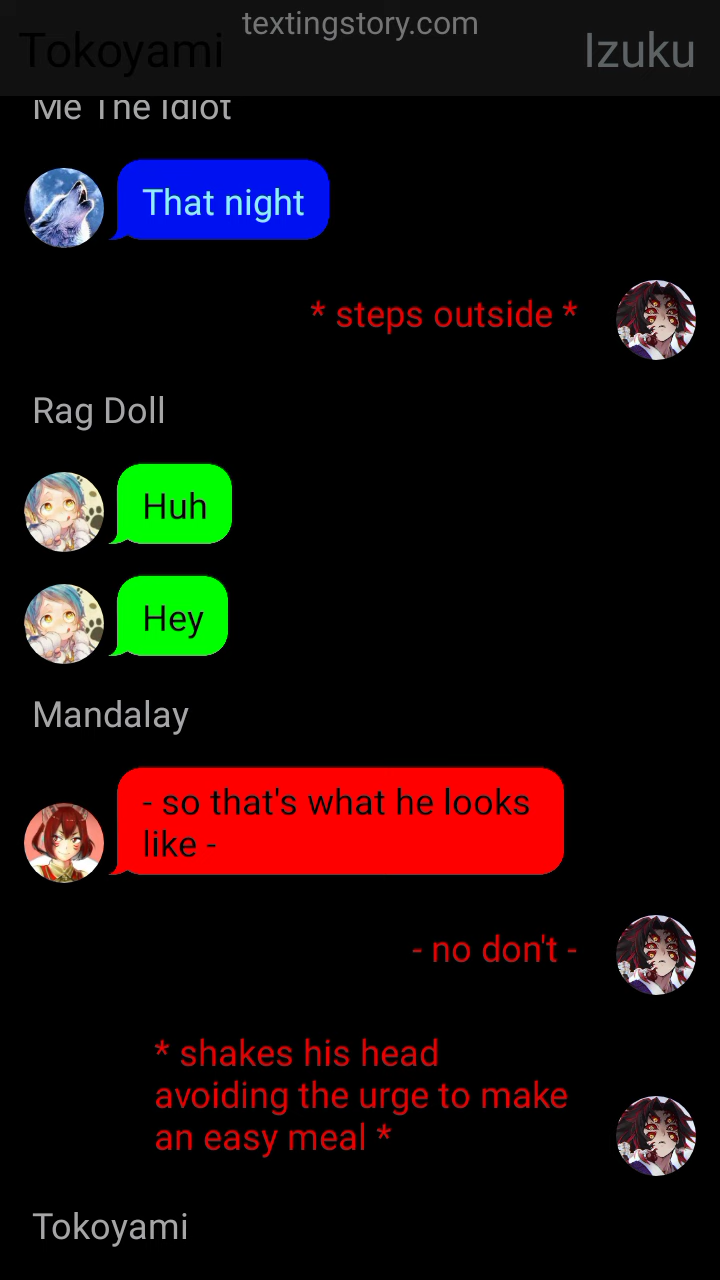 textingstory.com
Tokoyami
Izuku
Me The Idiot
That night
* steps outside *
Rag Doll
Huh
Hey
Mandalay
- so that's what he looks
like -
- no don't -
* shakes his head
avoiding the urge to make
an easy meal *
Tokoyami